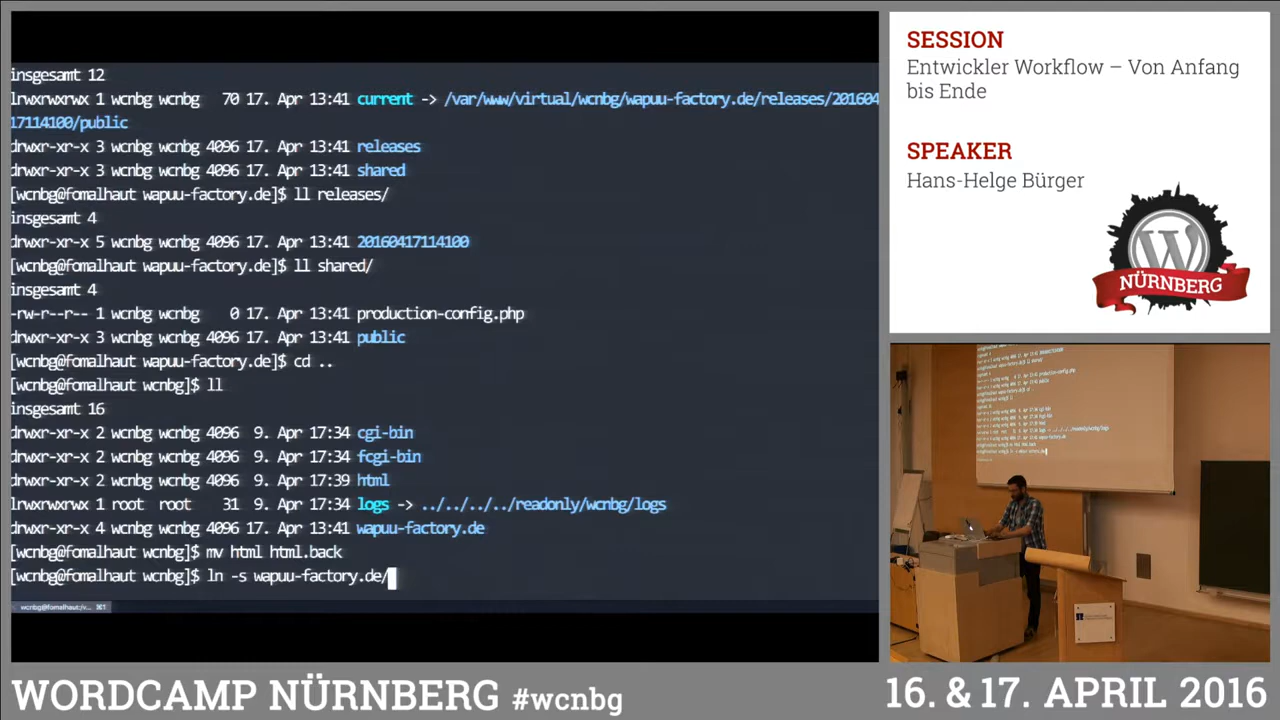 insgesamt 12
lrwxrwxrwx 1 wcnbg wcnbg   70 17. Apr 13:41 current -> /var/www/virtual/wcnbg/wapuu-factory.de/releases/201604
17114100/public
drwxr-xr-x 3 wcnbg wcnbg 4096 17. Apr 13:41 releases
drwxr-xr-x 3 wcnbg wcnbg 4096 17. Apr 13:41 shared
[wcnbg@fomalhaut wapuu-factory.de]$ ll releases/
insgesamt 4
drwxr-xr-x 5 wcnbg wcnbg 4096 17. Apr 13:41 20160417114100
[wcnbg@fomalhaut wapuu-factory.de]$ ll shared/
insgesamt 4
-rw-r--r-- 1 wcnbg wcnbg    0 17. Apr 13:41 production-config.php
drwxr-xr-x 3 wcnbg wcnbg 4096 17. Apr 13:41 public
[wcnbg@fomalhaut wapuu-factory.de]$ cd ..
[wcnbg@fomalhaut wcnbg]$ ll
insgesamt 16
drwxr-xr-x 2 wcnbg wcnbg 4096  9. Apr 17:34 cgi-bin
drwxr-xr-x 2 wcnbg wcnbg 4096  9. Apr 17:34 fcgi-bin
drwxr-xr-x 2 wcnbg wcnbg 4096 17. Apr 17:39 html
lrwxrwxrwx 1 root  root    31  9. Apr 17:34 logs -> ../../../../readonly/wcnbg/logs
drwxr-xr-x 4 wcnbg wcnbg 4096 17. Apr 13:41 wapuu-factory.de
[wcnbg@fomalhaut wcnbg]$ mv html html.back
[wcnbg@fomalhaut wcnbg]$ ln -s wapuu-factory.de/
SESSION
Entwickler Workflow – Von Anfang
bis Ende
SPEAKER
Hans-Helge Bürger
W
NÜRNBERG
WORDCAMP NÜRNBERG #wcnbg
16. & 17. APRIL 2016